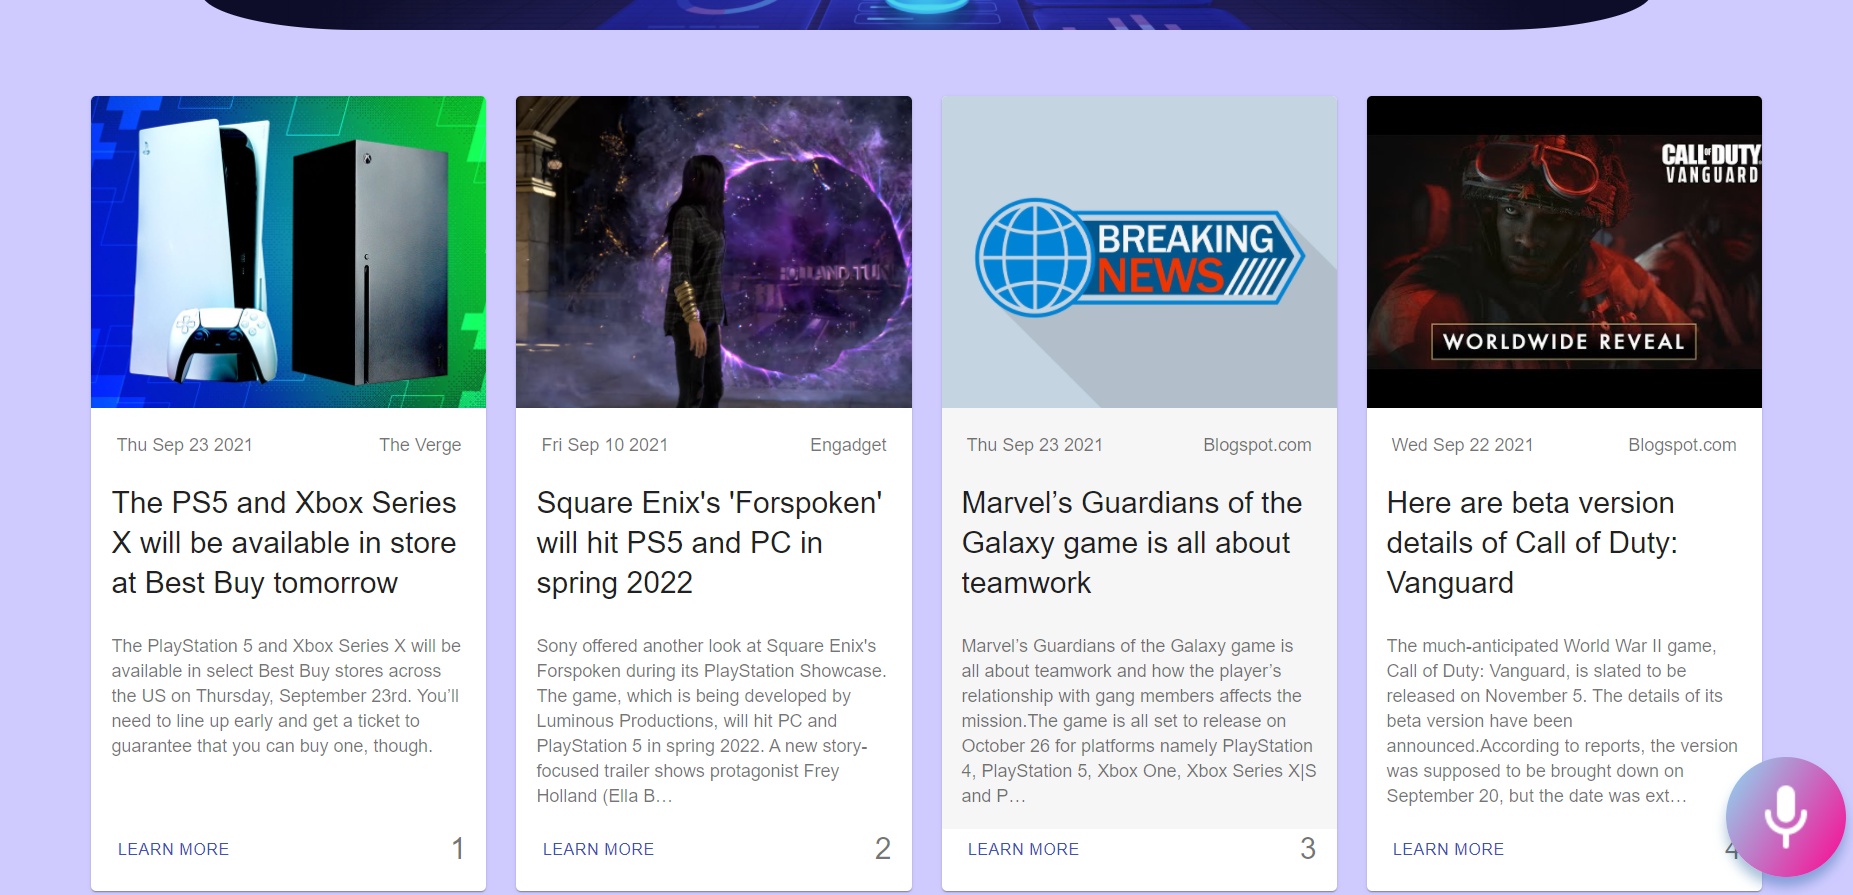 HOLLAND TUN
BREAKING
NEWS
CALL OF DUTY
VANGUARD
WORLDWIDE REVEAL
Thu Sep 23 2021 The Verge
The PS5 and Xbox Series
X will be available in store
at Best Buy tomorrow
The PlayStation 5 and Xbox Series X will be
available in select Best Buy stores across
the US on Thursday, September 23rd. You’ll
need to line up early and get a ticket to
guarantee that you can buy one, though.
LEARN MORE 1
Fri Sep 10 2021 Engadget
Square Enix's 'Forspoken'
will hit PS5 and PC in
spring 2022
Sony offered another look at Square Enix's
Forspoken during its PlayStation Showcase.
The game, which is being developed by
Luminous Productions, will hit PC and
PlayStation 5 in spring 2022. A new story-
focused trailer shows protagonist Frey
Holland (Ella B…
LEARN MORE 2
Thu Sep 23 2021 Blogspot.com
Marvel’s Guardians of the
Galaxy game is all about
teamwork
Marvel’s Guardians of the Galaxy game is
all about teamwork and how the player’s
relationship with gang members affects the
mission.The game is all set to release on
October 26 for platforms namely PlayStation
4, PlayStation 5, Xbox One, Xbox Series X|S
and P…
LEARN MORE 3
Wed Sep 22 2021 Blogspot.com
Here are beta version
details of Call of Duty:
Vanguard
The much-anticipated World War II game,
Call of Duty: Vanguard, is slated to be
released on November 5. The details of its
beta version have been
announced.According to reports, the version
was supposed to be brought down on
September 20, but the date was ext…
LEARN MORE 4